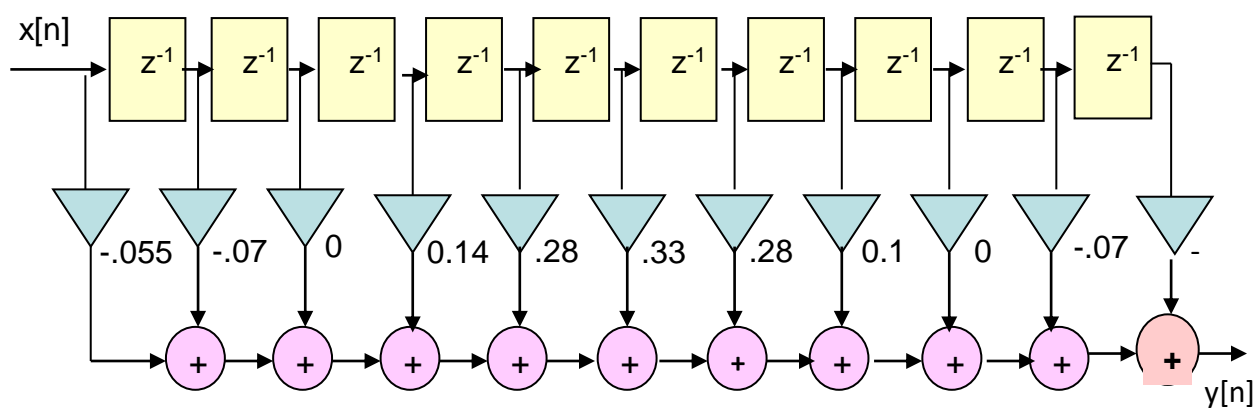 x[n]
z-1 z-1 z-1 z-1 z-1 z-1 z-1 z-1 z-1 z-1
-.055 -.07 0 0.14 .28 .33 .28 0.1 0 -.07 -
+ + + + + + + + + +
y[n]